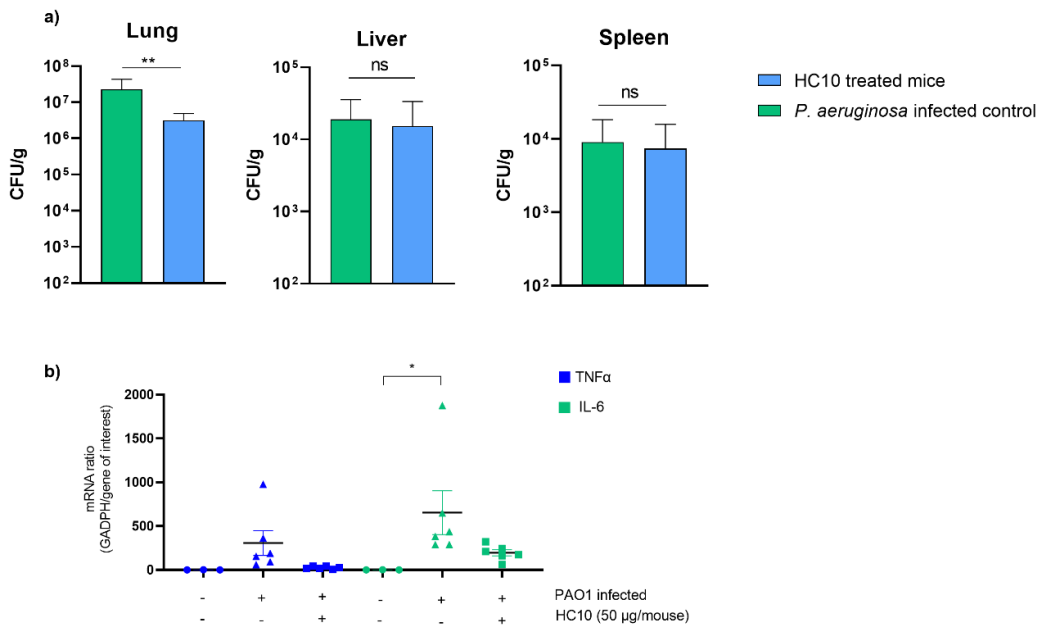 a)
Lung
Liver
Spleen
10⁸
10⁷
10⁶
10⁵
10⁴
10³
10²
CFU/g
**
10⁵
10⁴
10³
10²
CFU/g
ns
10⁵
10⁴
10³
10²
CFU/g
ns
HC10 treated mice
P. aeruginosa infected control
b)
mRNA ratio
(GADPH/gene of interest)
2000
1500
1000
500
0
*
TNFα
IL-6
- + + - + + PAO1 infected
- - + - - + HC10 (50 µg/mouse)